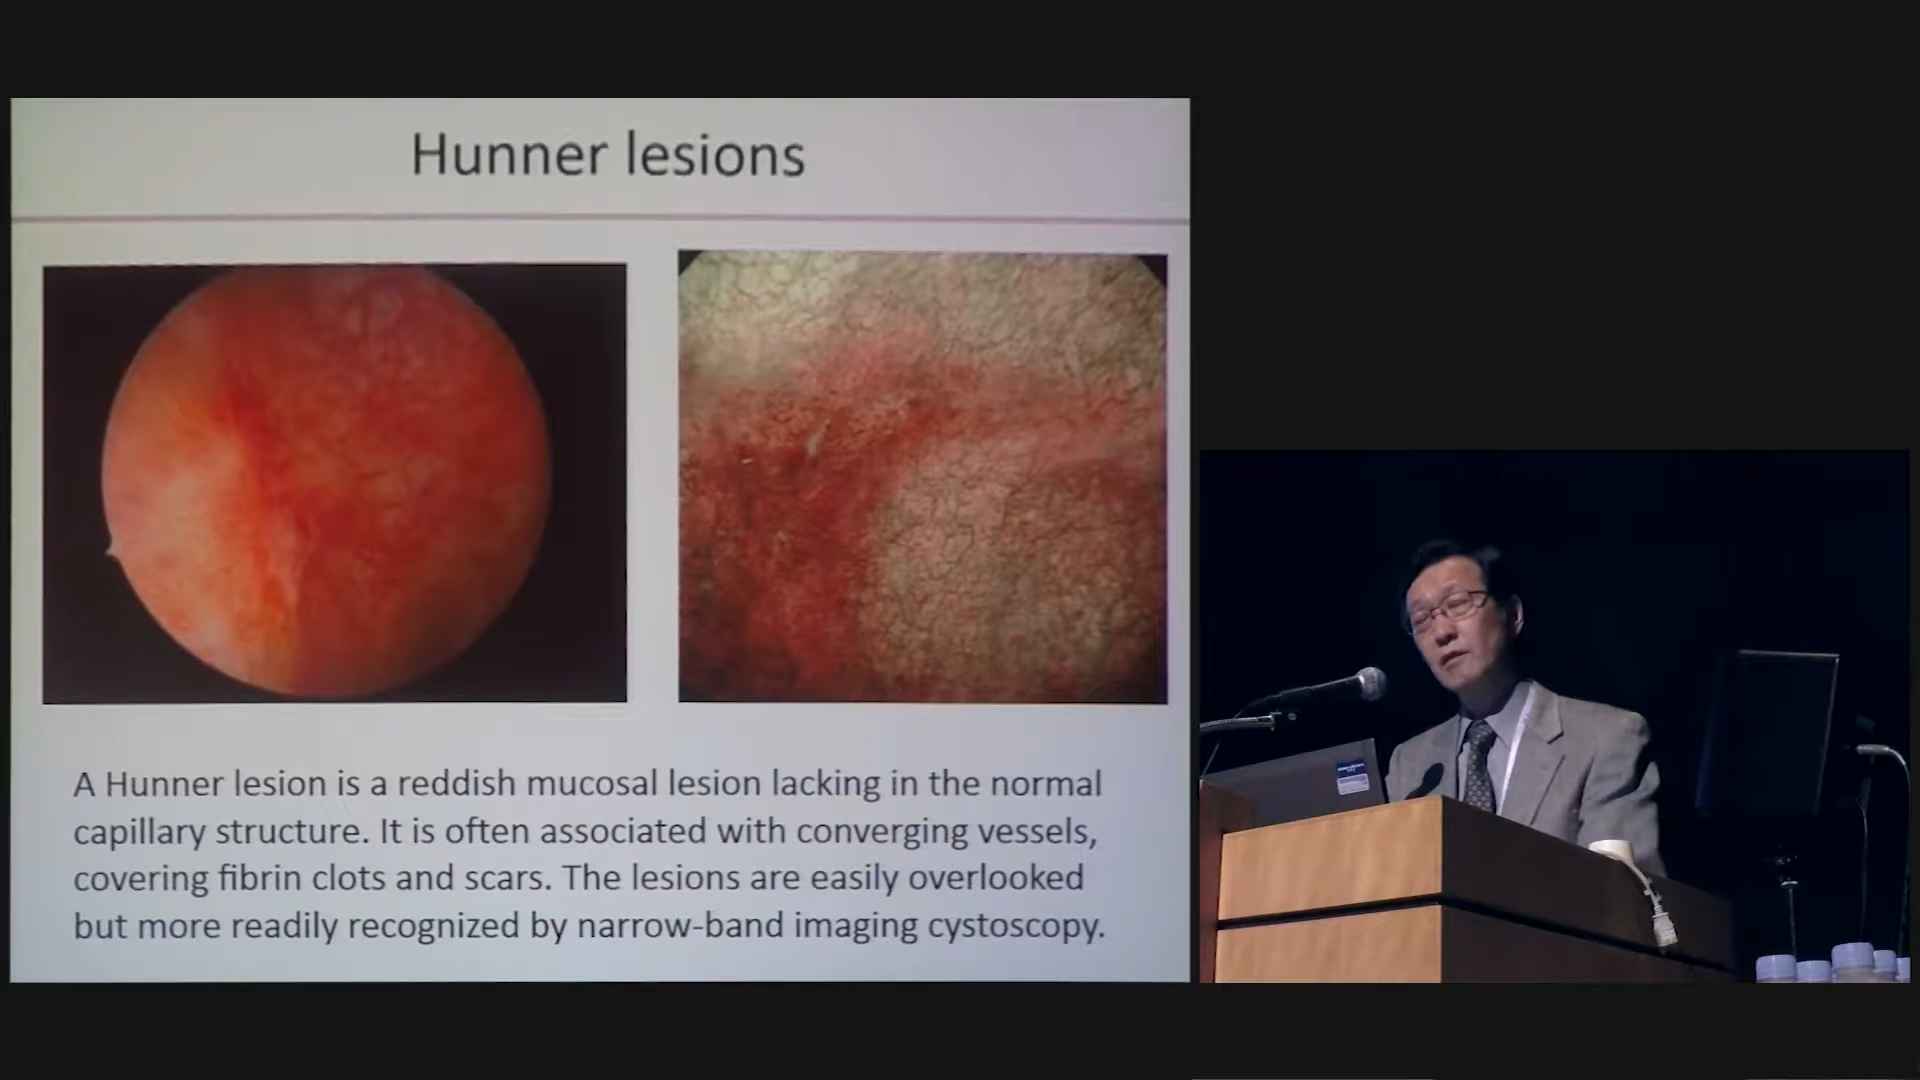 Hunner lesions
A Hunner lesion is a reddish mucosal lesion lacking in the normal
capillary structure. It is often associated with converging vessels,
covering fibrin clots and scars. The lesions are easily overlooked
but more readily recognized by narrow-band imaging cystoscopy.